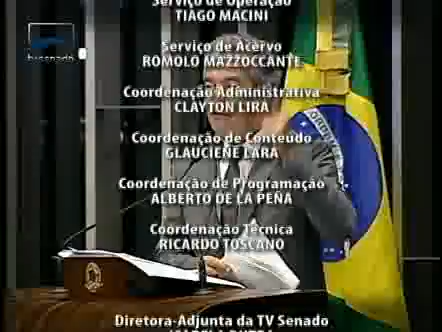 Serviço de Operação
TIAGO MACINI
tvsenado
Serviço de Acervo
ROMOLO MAZZOCCANTE
Coordenação Administrativa
CLAYTON LIRA
Coordenação de Conteúdo
GLAUCIENE LARA
Coordenação de Programação
ALBERTO DE LA PEÑA
Coordenação Técnica
RICARDO TOSCANO
Diretora-Adjunta da TV Senado